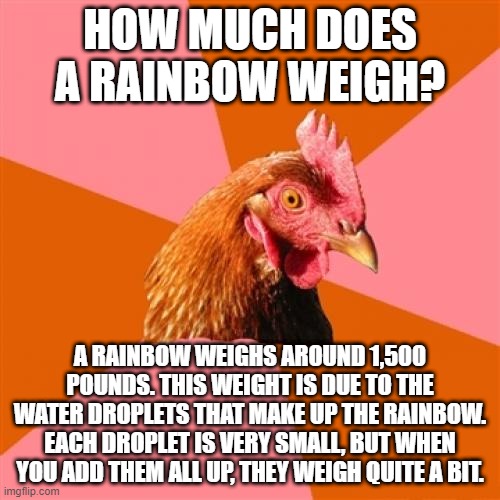 HOW MUCH DOES
A RAINBOW WEIGH?
A RAINBOW WEIGHS AROUND 1,500
POUNDS. THIS WEIGHT IS DUE TO THE
WATER DROPLETS THAT MAKE UP THE RAINBOW.
EACH DROPLET IS VERY SMALL, BUT WHEN
YOU ADD THEM ALL UP, THEY WEIGH QUITE A BIT.
imgflip.com